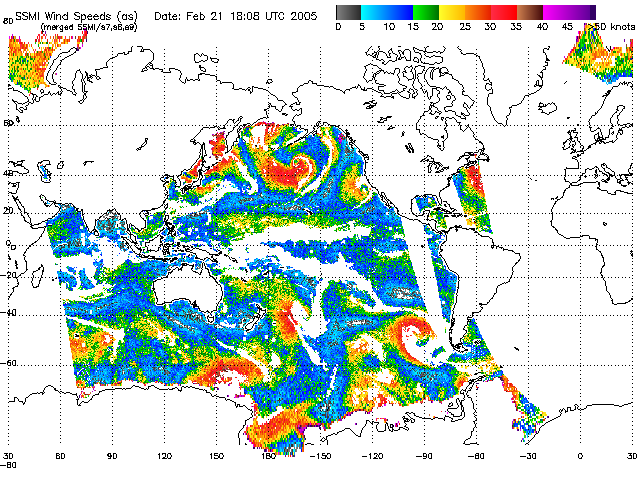 SSMI Wind Speeds (as) Date: Feb 21 18:08 UTC 2005
(merged SSMI/s7,s8,s9)
0 5 10 15 20 25 30 35 40 45 >50 knots
80
60
40
20
0
-20
-40
-60
-80
30 60 90 120 150 180 -150 -120 -90 -60 -30 0 30